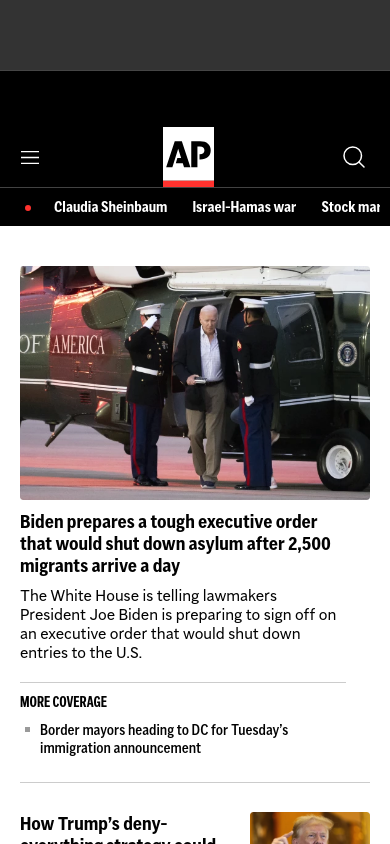 AP
Claudia Sheinbaum Israel-Hamas war Stock mar
OF AMERICA
Biden prepares a tough executive order
that would shut down asylum after 2,500
migrants arrive a day
The White House is telling lawmakers
President Joe Biden is preparing to sign off on
an executive order that would shut down
entries to the U.S.
MORE COVERAGE
Border mayors heading to DC for Tuesday's
immigration announcement
How Trump's deny-
everything strategy could